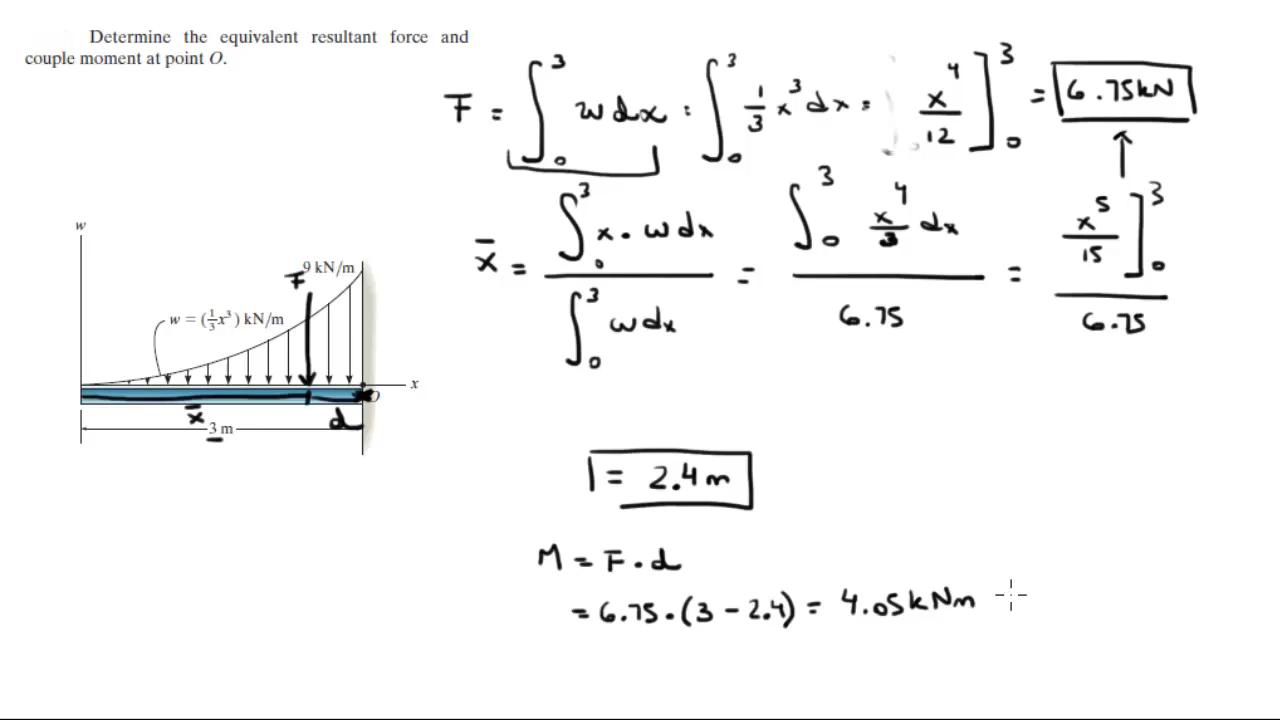 Determine the equivalent resultant force and
couple moment at point O.
F = ∫₀³ w dx = ∫₀³ 1/3 x³ dx = x⁴/12 ]₀³ = 6.75kN
x̄ = ∫₀³ x · w dx / ∫₀³ w dx = ∫₀³ x⁴/3 dx / 6.75 = x⁵/15 ]₀³ / 6.75
w
9 kN/m
F
w = (1/3 x³) kN/m
x
O
x̄
d
3 m
= 2.4 m
M = F · d
= 6.75 · (3 − 2.4) = 4.05 kNm